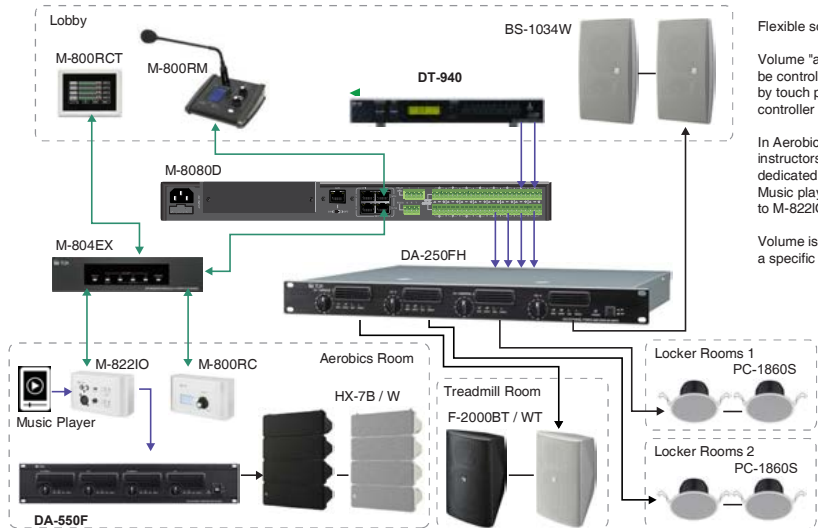 Lobby
M-800RCT
M-800RM
DT-940
BS-1034W
M-8080D
M-804EX
DA-250FH
M-822IO
M-800RC
Aerobics Room
Music Player
HX-7B / W
DA-550F
Treadmill Room
F-2000BT / WT
Locker Rooms 1
PC-1860S
Locker Rooms 2
PC-1860S
Flexible so
Volume "a
be control
by touch p
controller
In Aerobic
instructors
dedicated
Music play
to M-822IO
Volume is
a specific